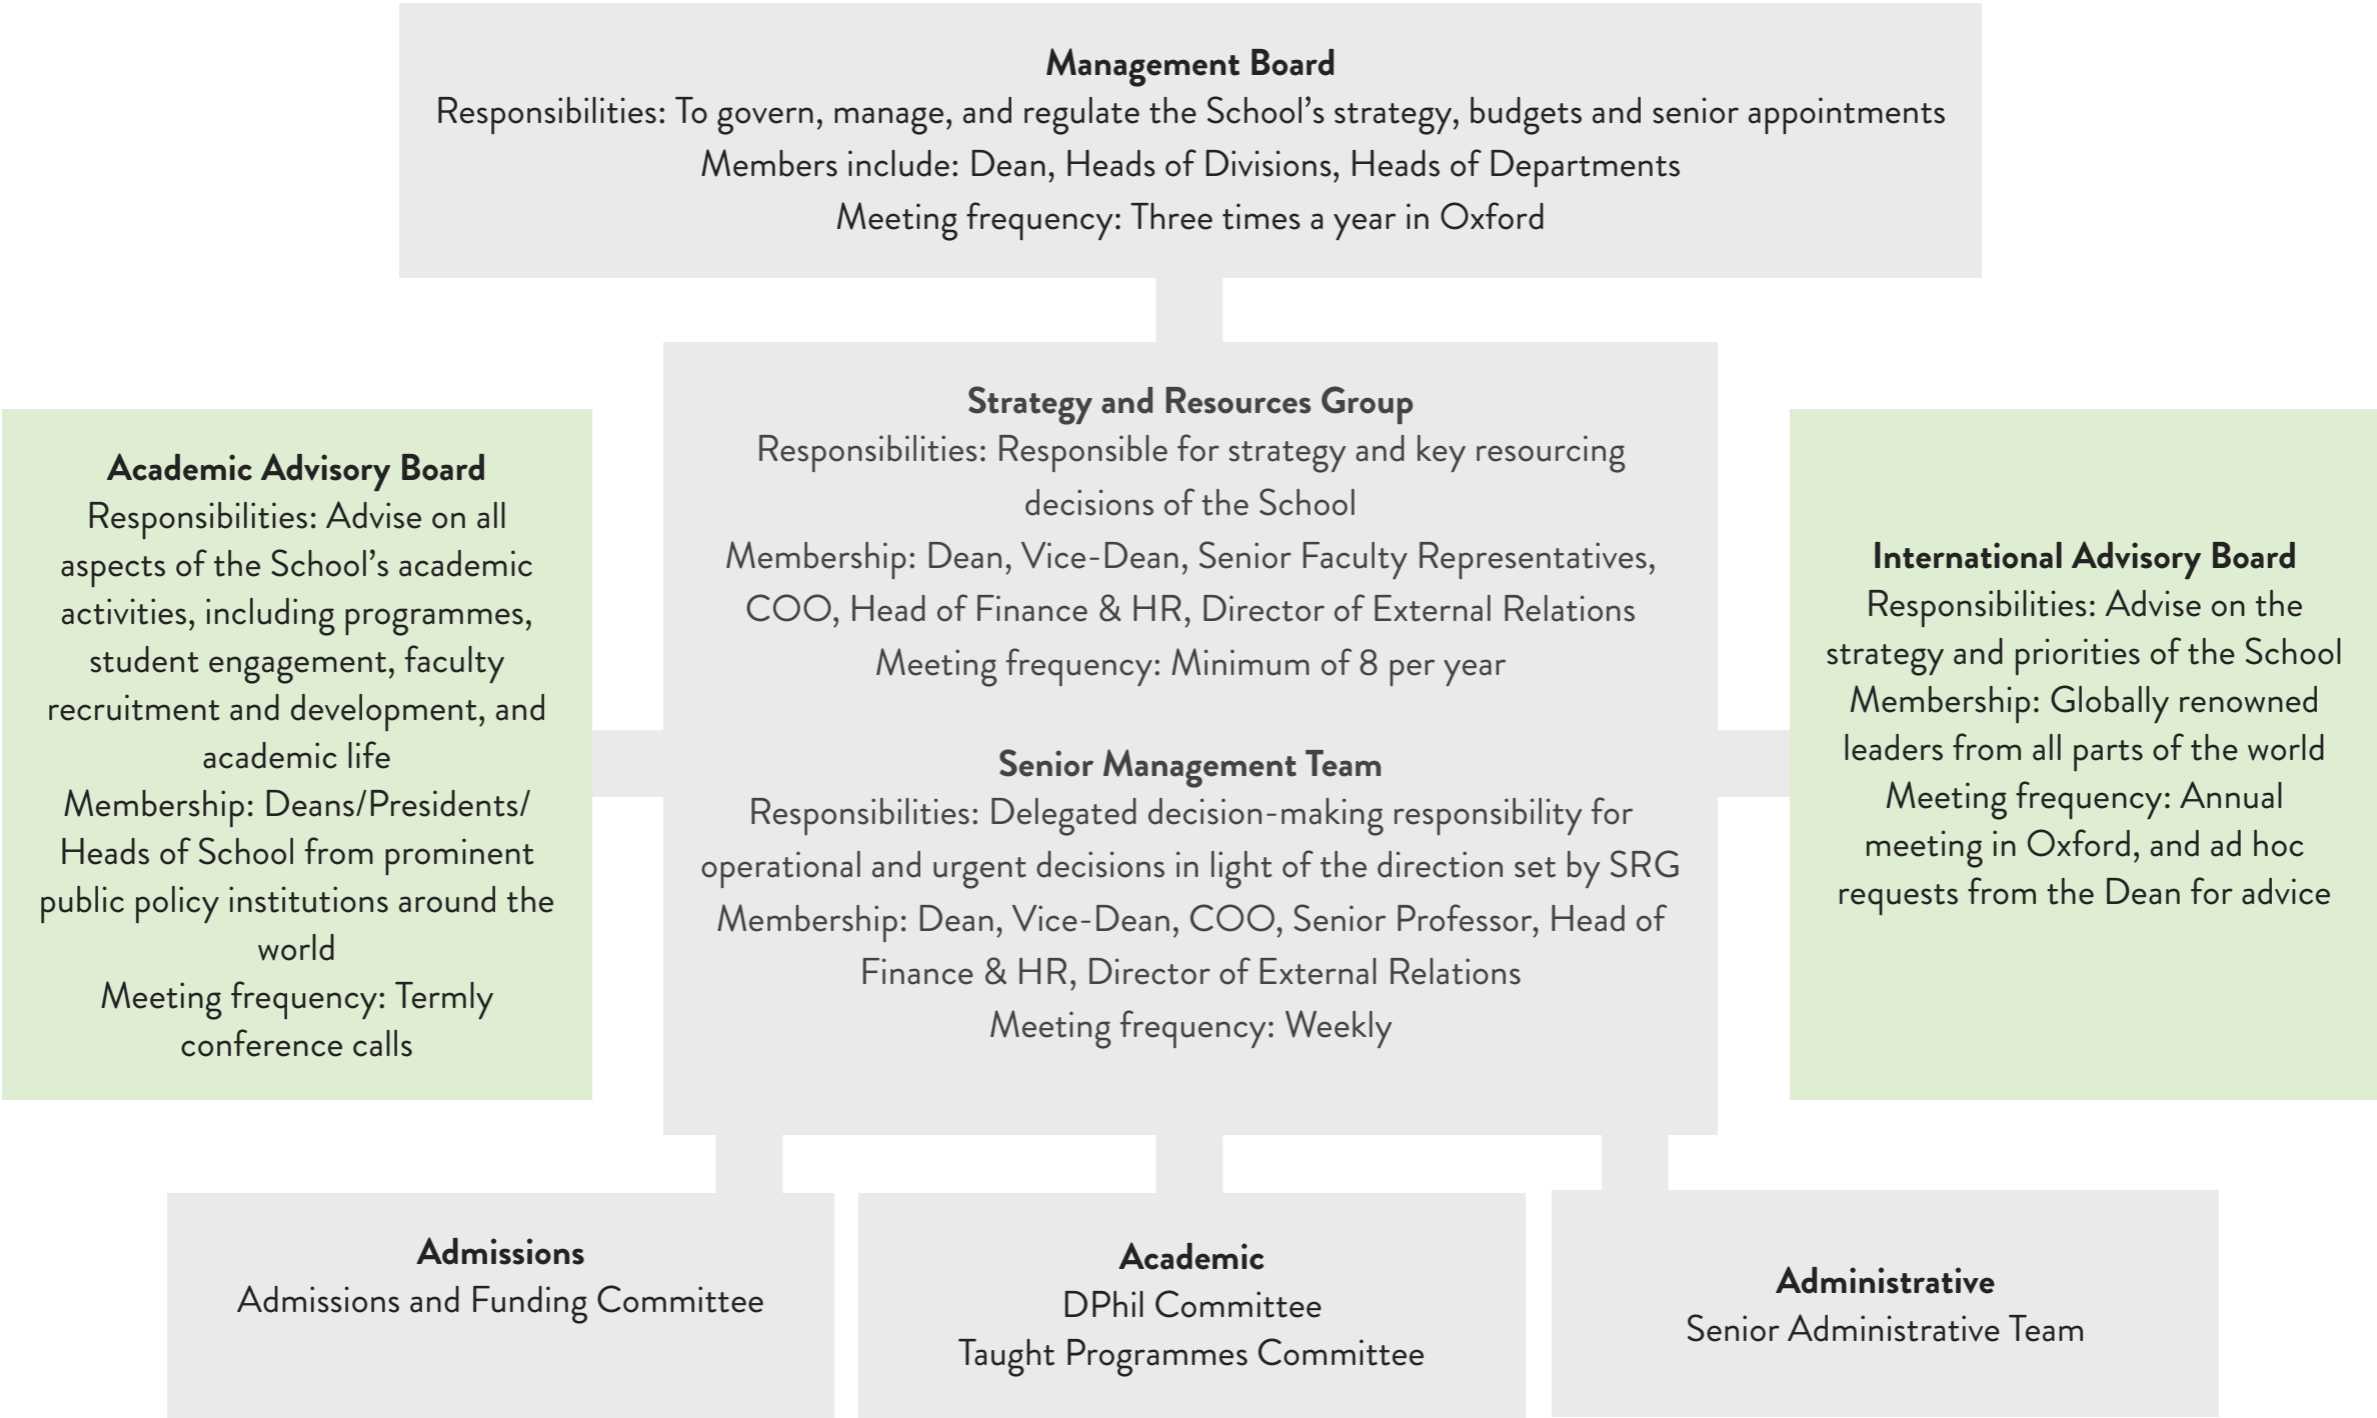 Management Board
Responsibilities: To govern, manage, and regulate the School’s strategy, budgets and senior appointments
Members include: Dean, Heads of Divisions, Heads of Departments
Meeting frequency: Three times a year in Oxford
Academic Advisory Board
Responsibilities: Advise on all
aspects of the School’s academic
activities, including programmes,
student engagement, faculty
recruitment and development, and
academic life
Membership: Deans/Presidents/
Heads of School from prominent
public policy institutions around the
world
Meeting frequency: Termly
conference calls
Strategy and Resources Group
Responsibilities: Responsible for strategy and key resourcing
decisions of the School
Membership: Dean, Vice-Dean, Senior Faculty Representatives,
COO, Head of Finance & HR, Director of External Relations
Meeting frequency: Minimum of 8 per year
Senior Management Team
Responsibilities: Delegated decision-making responsibility for
operational and urgent decisions in light of the direction set by SRG
Membership: Dean, Vice-Dean, COO, Senior Professor, Head of
Finance & HR, Director of External Relations
Meeting frequency: Weekly
International Advisory Board
Responsibilities: Advise on the
strategy and priorities of the School
Membership: Globally renowned
leaders from all parts of the world
Meeting frequency: Annual
meeting in Oxford, and ad hoc
requests from the Dean for advice
Admissions
Admissions and Funding Committee
Academic
DPhil Committee
Taught Programmes Committee
Administrative
Senior Administrative Team